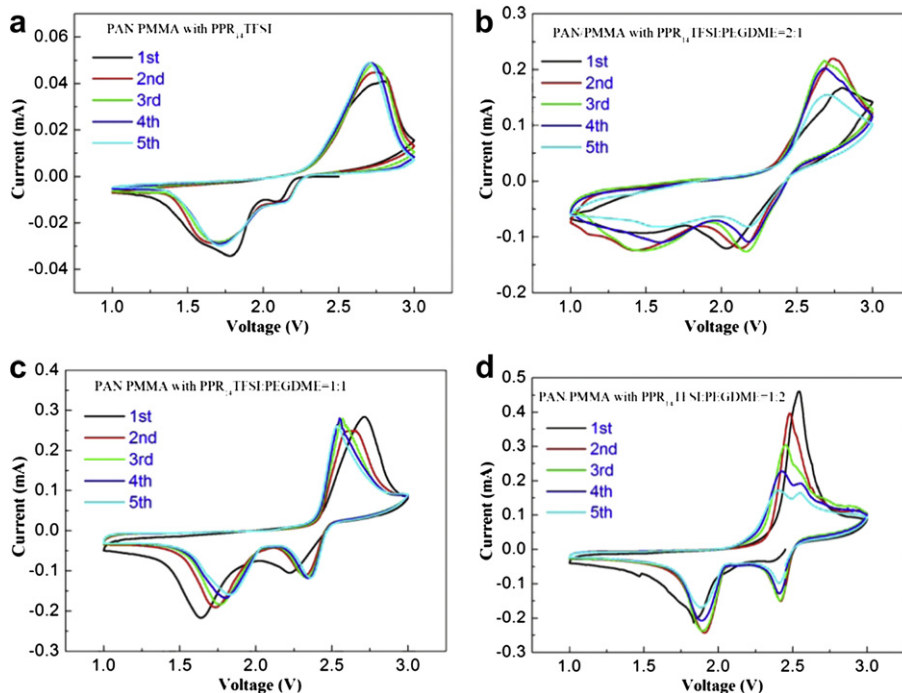 a
PAN PMMA with PPR₁₄TFSI
1st
2nd
3rd
4th
5th
Current (mA)
0.06
0.04
0.02
0.00
-0.02
-0.04
1.0 1.5 2.0 2.5 3.0
Voltage (V)
b
PAN PMMA with PPR₁₄TFSI:PEGDME=2:1
1st
2nd
3rd
4th
5th
Current (mA)
0.3
0.2
0.1
0.0
-0.1
-0.2
1.0 1.5 2.0 2.5 3.0
Voltage (V)
c
PAN PMMA with PPR₁₄TFSI:PEGDME=1:1
1st
2nd
3rd
4th
5th
Current (mA)
0.4
0.3
0.2
0.1
0.0
-0.1
-0.2
-0.3
1.0 1.5 2.0 2.5 3.0
Voltage (V)
d
PAN PMMA with PPR₁₄TFSI:PEGDME=1:2
1st
2nd
3rd
4th
5th
Current (mA)
0.5
0.4
0.3
0.2
0.1
0.0
-0.1
-0.2
-0.3
1.0 1.5 2.0 2.5 3.0
Voltage (V)